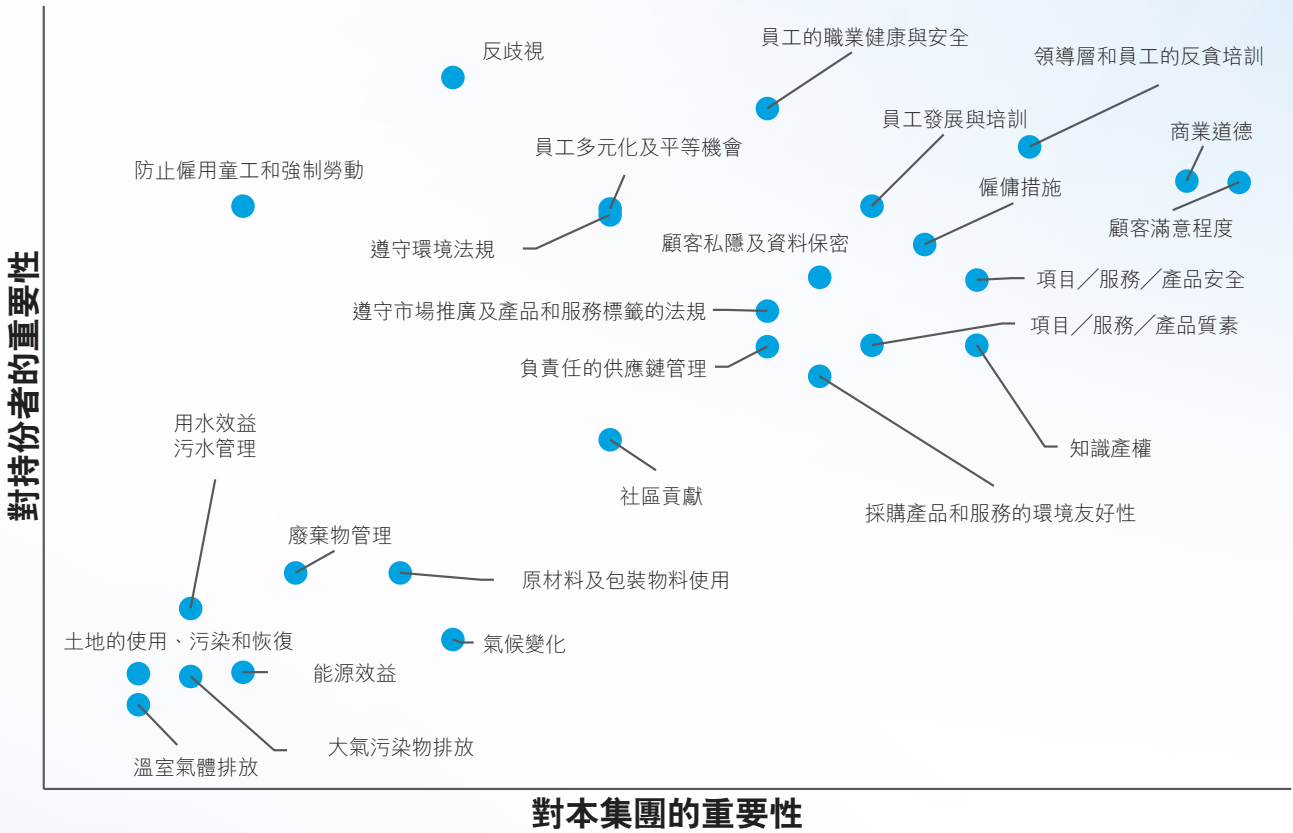 反歧視
員工的職業健康與安全
領導層和員工的反貪培訓
員工發展與培訓
商業道德
員工多元化及平等機會
防止僱用童工和強制勞動
僱傭措施
顧客滿意程度
遵守環境法規
顧客私隱及資料保密
項目╱服務╱產品安全
遵守市場推廣及產品和服務標籤的法規
項目╱服務╱產品質素
負責任的供應鏈管理
對持份者的重要性
用水效益
污水管理
知識產權
社區貢獻
採購產品和服務的環境友好性
廢棄物管理
原材料及包裝物料使用
土地的使用、污染和恢復
氣候變化
能源效益
大氣污染物排放
溫室氣體排放
對本集團的重要性